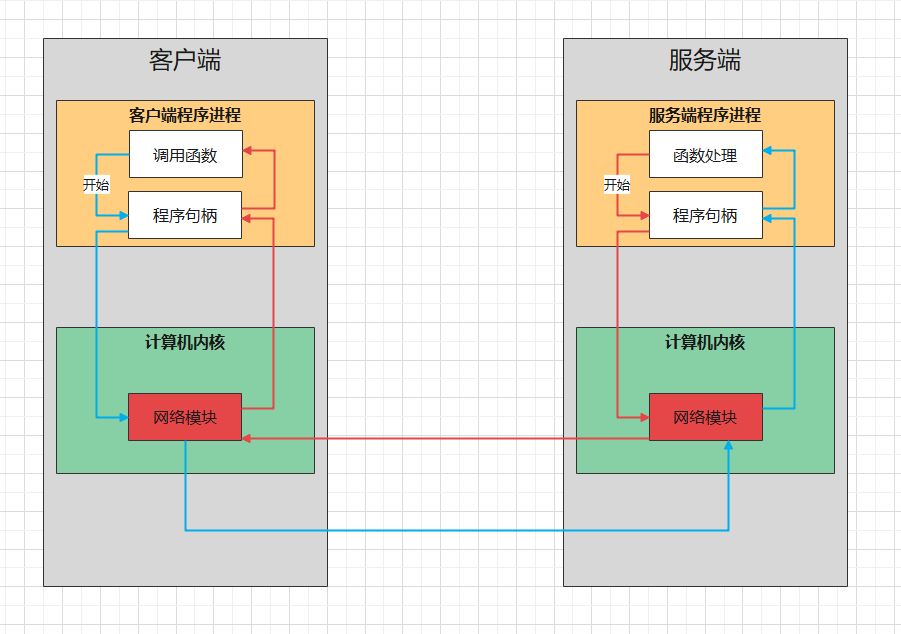 客户端
客户端程序进程
调用函数
开始
程序句柄
计算机内核
网络模块
服务端
服务端程序进程
函数处理
开始
程序句柄
计算机内核
网络模块